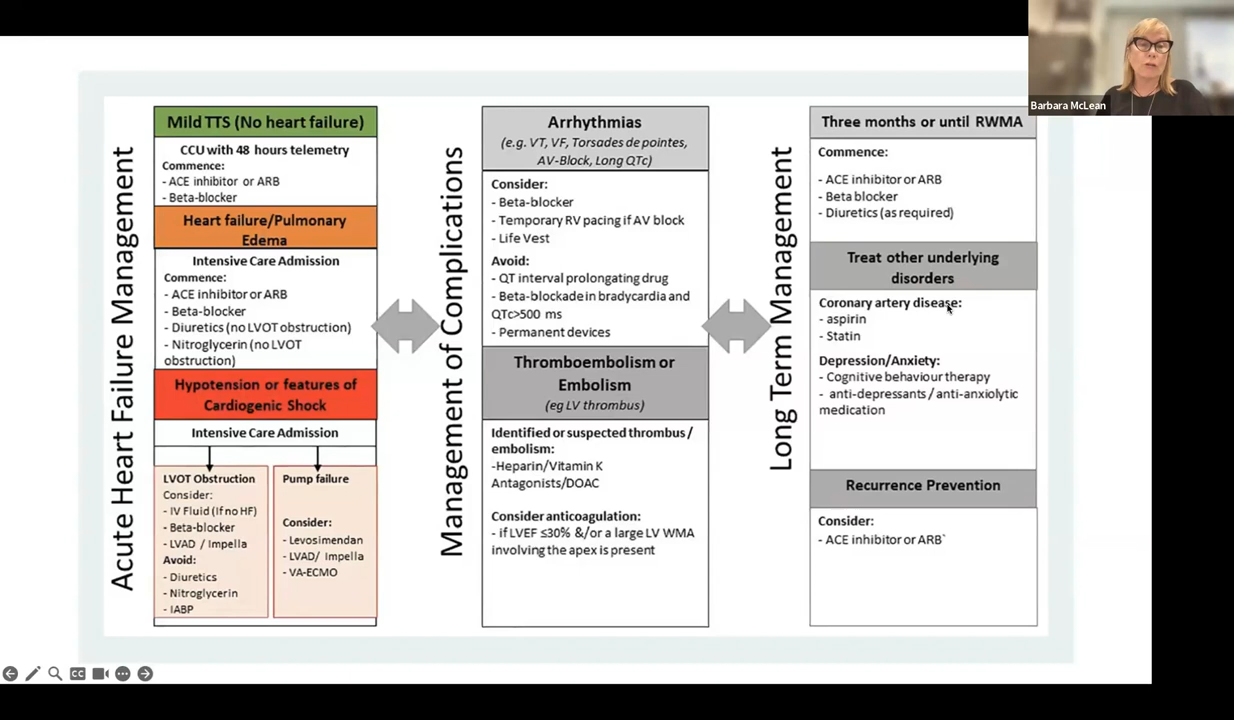 Barbara McLean
Acute Heart Failure Management
Mild TTS (No heart failure)
CCU with 48 hours telemetry
Commence:
- ACE inhibitor or ARB
- Beta-blocker
Heart failure/Pulmonary
Edema
Intensive Care Admission
Commence:
- ACE inhibitor or ARB
- Beta-blocker
- Diuretics (no LVOT obstruction)
- Nitroglycerin (no LVOT
obstruction)
Hypotension or features of
Cardiogenic Shock
Intensive Care Admission
LVOT Obstruction
Consider:
- IV Fluid (If no HF)
- Beta-blocker
- LVAD / Impella
Avoid:
- Diuretics
- Nitroglycerin
- IABP
Pump failure
Consider:
- Levosimendan
- LVAD/ Impella
- VA-ECMO
Management of Complications
Arrhythmias
(e.g. VT, VF, Torsades de pointes,
AV-Block, Long QTc)
Consider:
- Beta-blocker
- Temporary RV pacing if AV block
- Life Vest
Avoid:
- QT interval prolongating drug
- Beta-blockade in bradycardia and
QTc>500 ms
- Permanent devices
Thromboembolism or
Embolism
(eg LV thrombus)
Identified or suspected thrombus /
embolism:
-Heparin/Vitamin K
Antagonists/DOAC
Consider anticoagulation:
- if LVEF ≤30% &/or a large LV WMA
involving the apex is present
Long Term Management
Three months or until RWMA
Commence:
- ACE inhibitor or ARB
- Beta blocker
- Diuretics (as required)
Treat other underlying
disorders
Coronary artery disease:
- aspirin
- Statin
Depression/Anxiety:
- Cognitive behaviour therapy
- anti-depressants / anti-anxiolytic
medication
Recurrence Prevention
Consider:
- ACE inhibitor or ARB`
CC